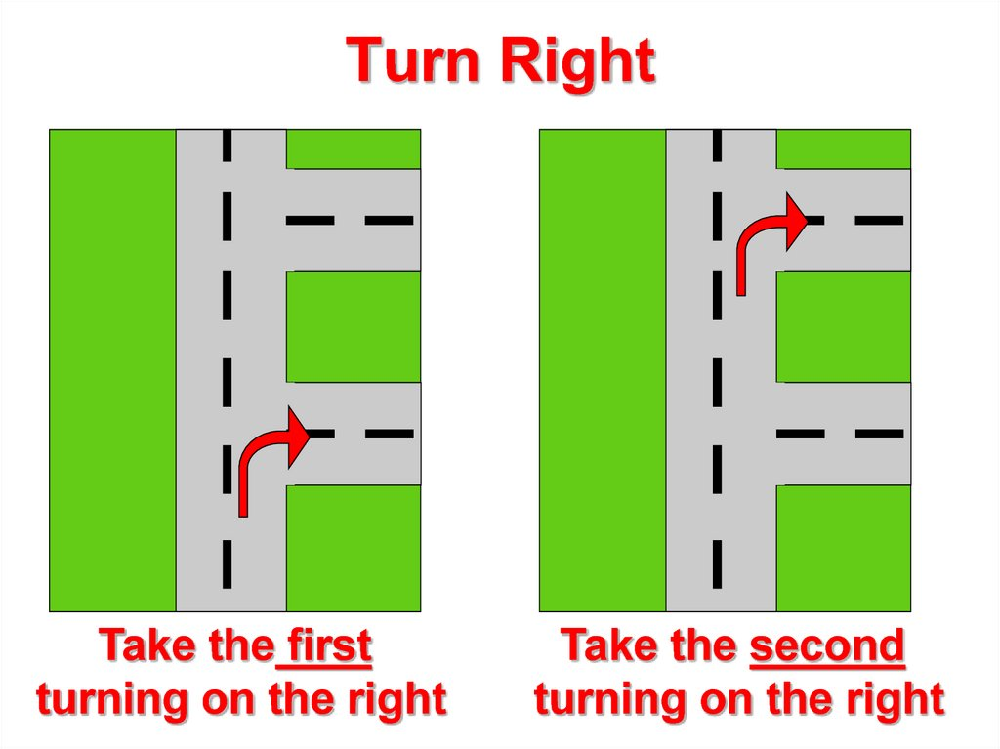 Turn Right
Take the first
turning on the right
Take the second
turning on the right